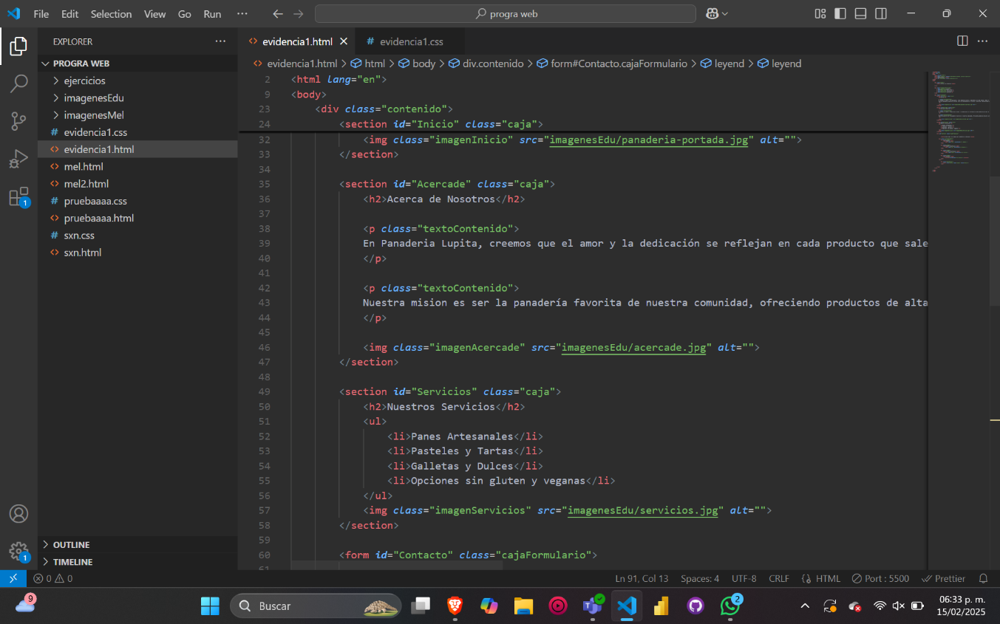 File Edit Selection View Go Run ···
progra web
EXPLORER ···
PROGRA WEB
ejercicios
imagenesEdu
imagenesMel
# evidencia1.css
<> evidencia1.html
<> mel.html
<> mel2.html
# pruebaaaa.css
<> pruebaaaa.html
# sxn.css
<> sxn.html
OUTLINE
TIMELINE
1
1
<> evidencia1.html
# evidencia1.css
<> evidencia1.html > html > body > div.contenido > form#Contacto.cajaFormulario > leyend > leyend
2 <html lang="en">
9 <body>
23 <div class="contenido">
24 <section id="Inicio" class="caja">
32 <img class="imagenInicio" src="imagenesEdu/panaderia-portada.jpg" alt="">
33 </section>
34
35 <section id="Acercade" class="caja">
36 <h2>Acerca de Nosotros</h2>
37
38 <p class="textoContenido">
39 En Panaderia Lupita, creemos que el amor y la dedicación se reflejan en cada producto que sale
40 </p>
41
42 <p class="textoContenido">
43 Nuestra mision es ser la panadería favorita de nuestra comunidad, ofreciendo productos de alta
44 </p>
45
46 <img class="imagenAcercade" src="imagenesEdu/acercade.jpg" alt="">
47 </section>
48
49 <section id="Servicios" class="caja">
50 <h2>Nuestros Servicios</h2>
51 <ul>
52 <li>Panes Artesanales</li>
53 <li>Pasteles y Tartas</li>
54 <li>Galletas y Dulces</li>
55 <li>Opciones sin gluten y veganas</li>
56 </ul>
57 <img class="imagenServicios" src="imagenesEdu/servicios.jpg" alt="">
58 </section>
59
60 <form id="Contacto" class="cajaFormulario">
61
0 0 Ln 91, Col 13 Spaces: 4 UTF-8 CRLF {} HTML Port : 5500 Prettier
9 Buscar 2 06:33 p. m.
15/02/2025